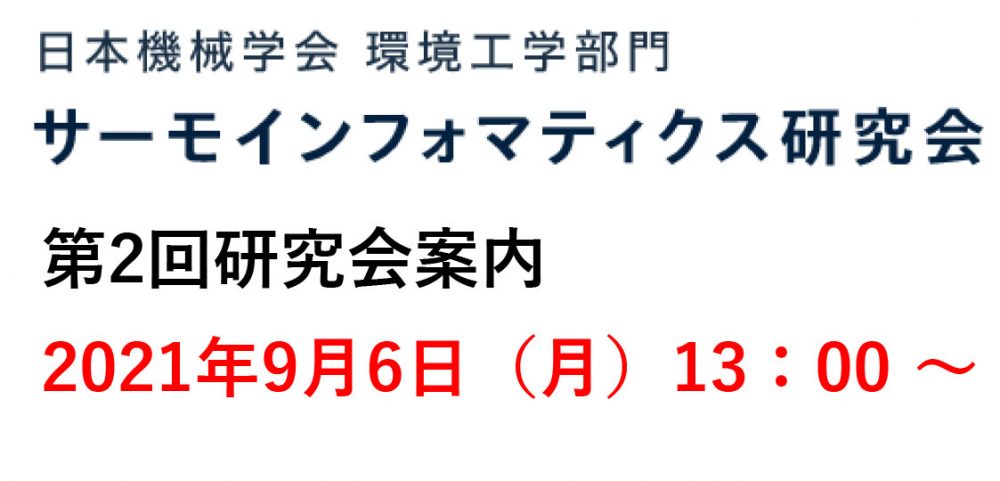 日本機械学会 環境工学部門
サーモインフォマティクス研究会
第2回研究会案内
2021年9月6日（月）13：00 ～